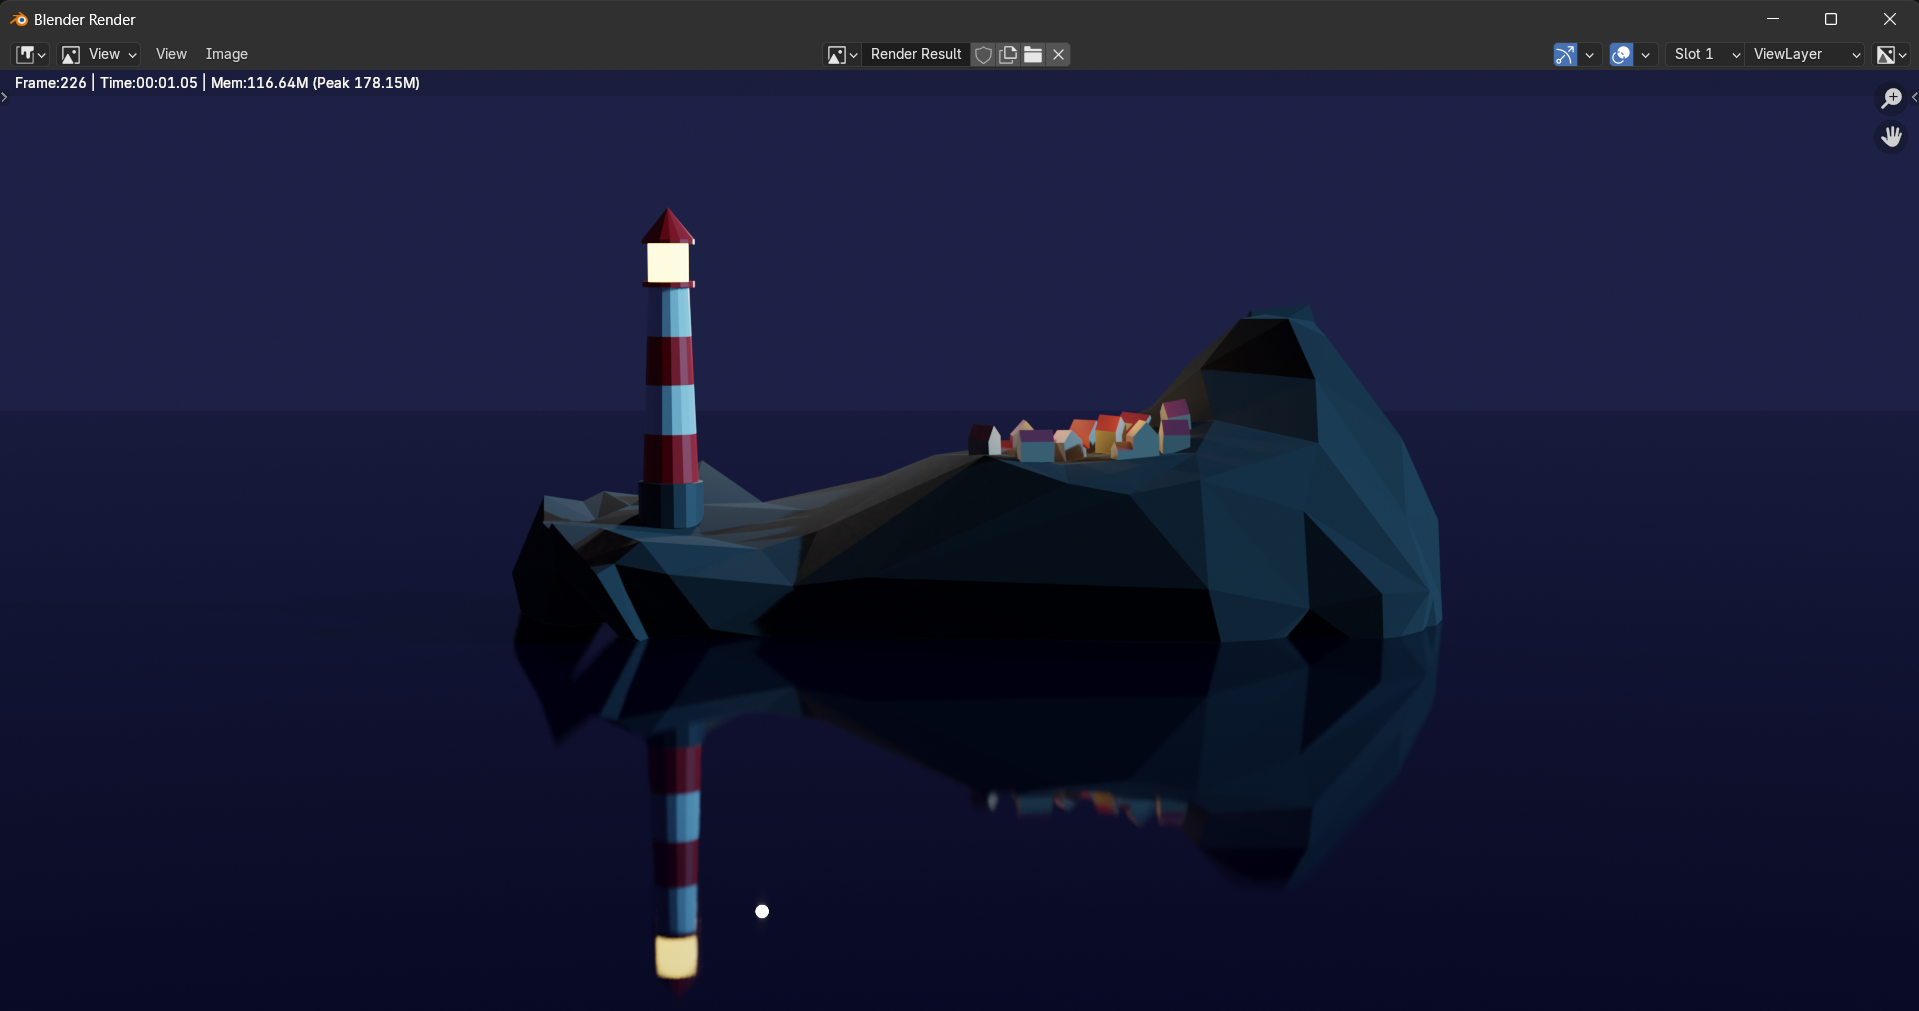 Blender Render
View View Image Render Result Slot 1 ViewLayer
Frame:226 | Time:00:01.05 | Mem:116.64M (Peak 178.15M)